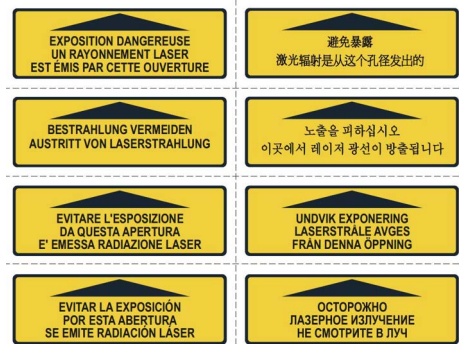 EXPOSITION DANGEREUSE
UN RAYONNEMENT LASER
EST ÉMIS PAR CETTE OUVERTURE
避免暴露
激光辐射是从这个孔径发出的
BESTRAHLUNG VERMEIDEN
AUSTRITT VON LASERSTRAHLUNG
노출을 피하십시오
이곳에서 레이저 광선이 방출됩니다
EVITARE L'ESPOSIZIONE
DA QUESTA APERTURA
E' EMESSA RADIAZIONE LASER
UNDVIK EXPONERING
LASERSTRÅLE AVGES
FRÅN DENNA ÖPPNING
EVITAR LA EXPOSICIÓN
POR ESTA ABERTURA
SE EMITE RADIACIÓN LÁSER
ОСТОРОЖНО
ЛАЗЕРНОЕ ИЗЛУЧЕНИЕ
НЕ СМОТРИТЕ В ЛУЧ